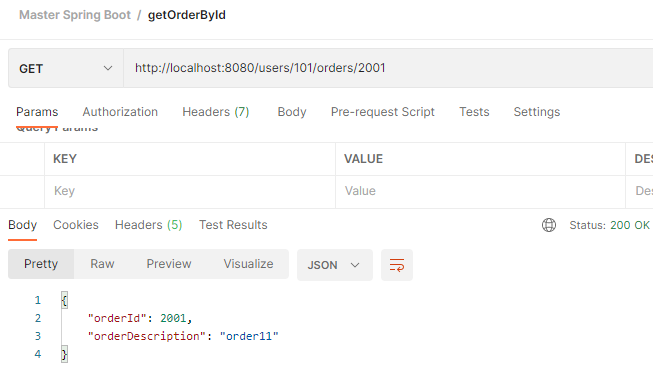 Master Spring Boot / getOrderById
GET http://localhost:8080/users/101/orders/2001
Params Authorization Headers (7) Body Pre-request Script Tests Settings
Query Params
KEY VALUE DES
Key Value Des
Body Cookies Headers (5) Test Results Status: 200 OK
Pretty Raw Preview Visualize JSON
1 {
2 "orderId": 2001,
3 "orderDescription": "order11"
4 }